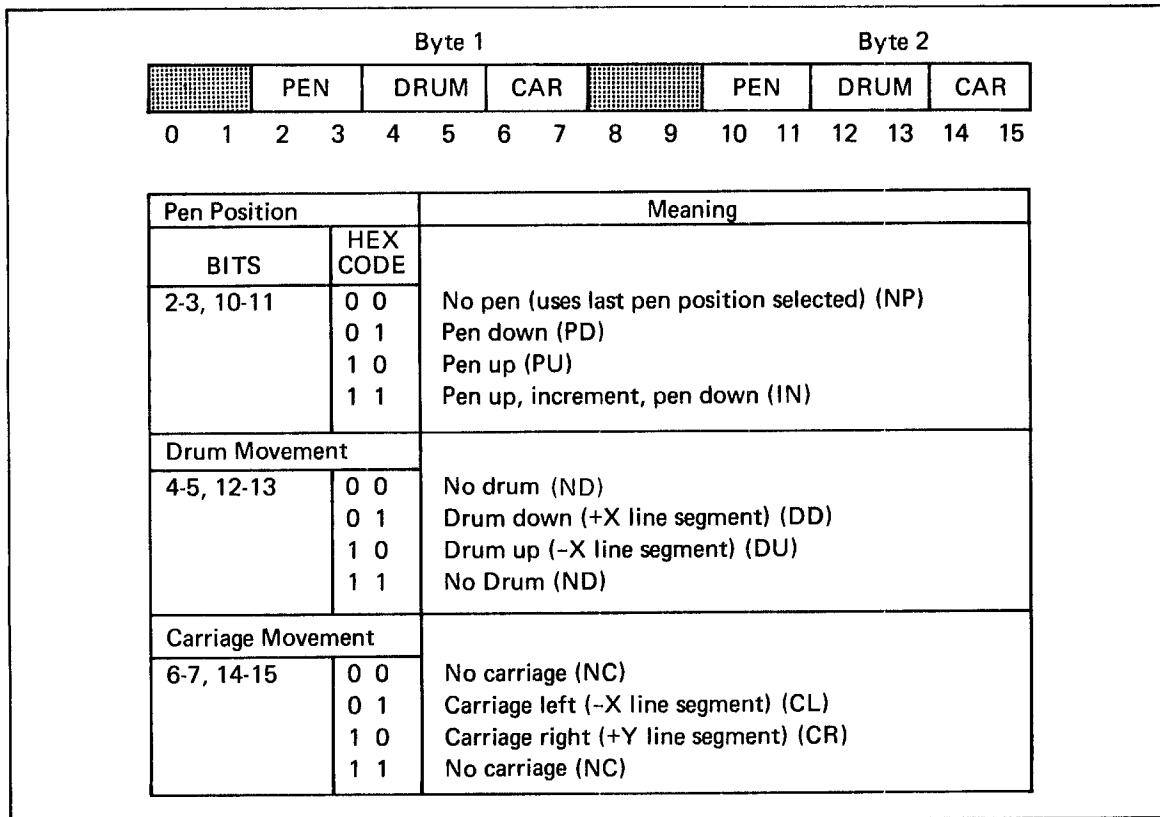 Byte 1 Byte 2
PEN DRUM CAR PEN DRUM CAR
0 1 2 3 4 5 6 7 8 9 10 11 12 13 14 15
Pen Position Meaning
BITS HEX CODE
2-3, 10-11 0 0 No pen (uses last pen position selected) (NP)
0 1 Pen down (PD)
1 0 Pen up (PU)
1 1 Pen up, increment, pen down (IN)
Drum Movement
4-5, 12-13 0 0 No drum (ND)
0 1 Drum down (+X line segment) (DD)
1 0 Drum up (-X line segment) (DU)
1 1 No Drum (ND)
Carriage Movement
6-7, 14-15 0 0 No carriage (NC)
0 1 Carriage left (-X line segment) (CL)
1 0 Carriage right (+Y line segment) (CR)
1 1 No carriage (NC)